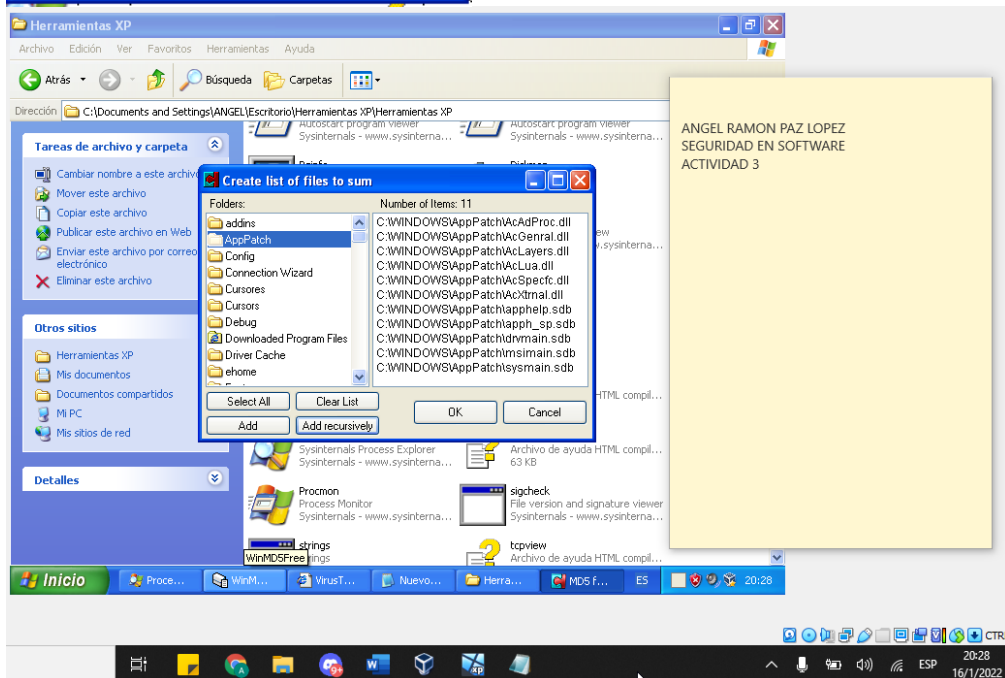 Herramientas XP
Archivo Edición Ver Favoritos Herramientas Ayuda
Atrás Búsqueda Carpetas
Dirección C:\Documents and Settings\ANGEL\Escritorio\Herramientas XP\Herramientas XP
Tareas de archivo y carpeta
Cambiar nombre a este archivo
Mover este archivo
Copiar este archivo
Publicar este archivo en Web
Enviar este archivo por correo
electrónico
Eliminar este archivo
Otros sitios
Herramientas XP
Mis documentos
Documentos compartidos
Mi PC
Mis sitios de red
Detalles
Autostart program viewer
Sysinternals - www.sysinterna...
Autostart program viewer
Sysinternals - www.sysinterna...
ew
.sysinterna...
Create list of files to sum
Folders:
Number of Items: 11
addins
AppPatch
Config
Connection Wizard
Cursores
Cursors
Debug
Downloaded Program Files
Driver Cache
ehome
C:\WINDOWS\AppPatch\AcAdProc.dll
C:\WINDOWS\AppPatch\AcGenral.dll
C:\WINDOWS\AppPatch\AcLayers.dll
C:\WINDOWS\AppPatch\AcLua.dll
C:\WINDOWS\AppPatch\AcSpecfc.dll
C:\WINDOWS\AppPatch\AcXtrnal.dll
C:\WINDOWS\AppPatch\apphelp.sdb
C:\WINDOWS\AppPatch\apph_sp.sdb
C:\WINDOWS\AppPatch\drvmain.sdb
C:\WINDOWS\AppPatch\msimain.sdb
C:\WINDOWS\AppPatch\sysmain.sdb
Select All Clear List
Add Add recursively
OK Cancel
HTML compil...
Sysinternals Process Explorer
Sysinternals - www.sysinterna...
Archivo de ayuda HTML compil...
63 KB
Procmon
Process Monitor
Sysinternals - www.sysinterna...
sigcheck
File version and signature viewer
Sysinternals - www.sysinterna...
strings
rings
WinMD5Free
tcpview
Archivo de ayuda HTML compil...
ANGEL RAMON PAZ LOPEZ
SEGURIDAD EN SOFTWARE
ACTIVIDAD 3
Inicio Proce... WinM... VirusT... Nuevo... Herra... MD5 f... ES 20:28
CTR
ESP
20:28
16/1/2022